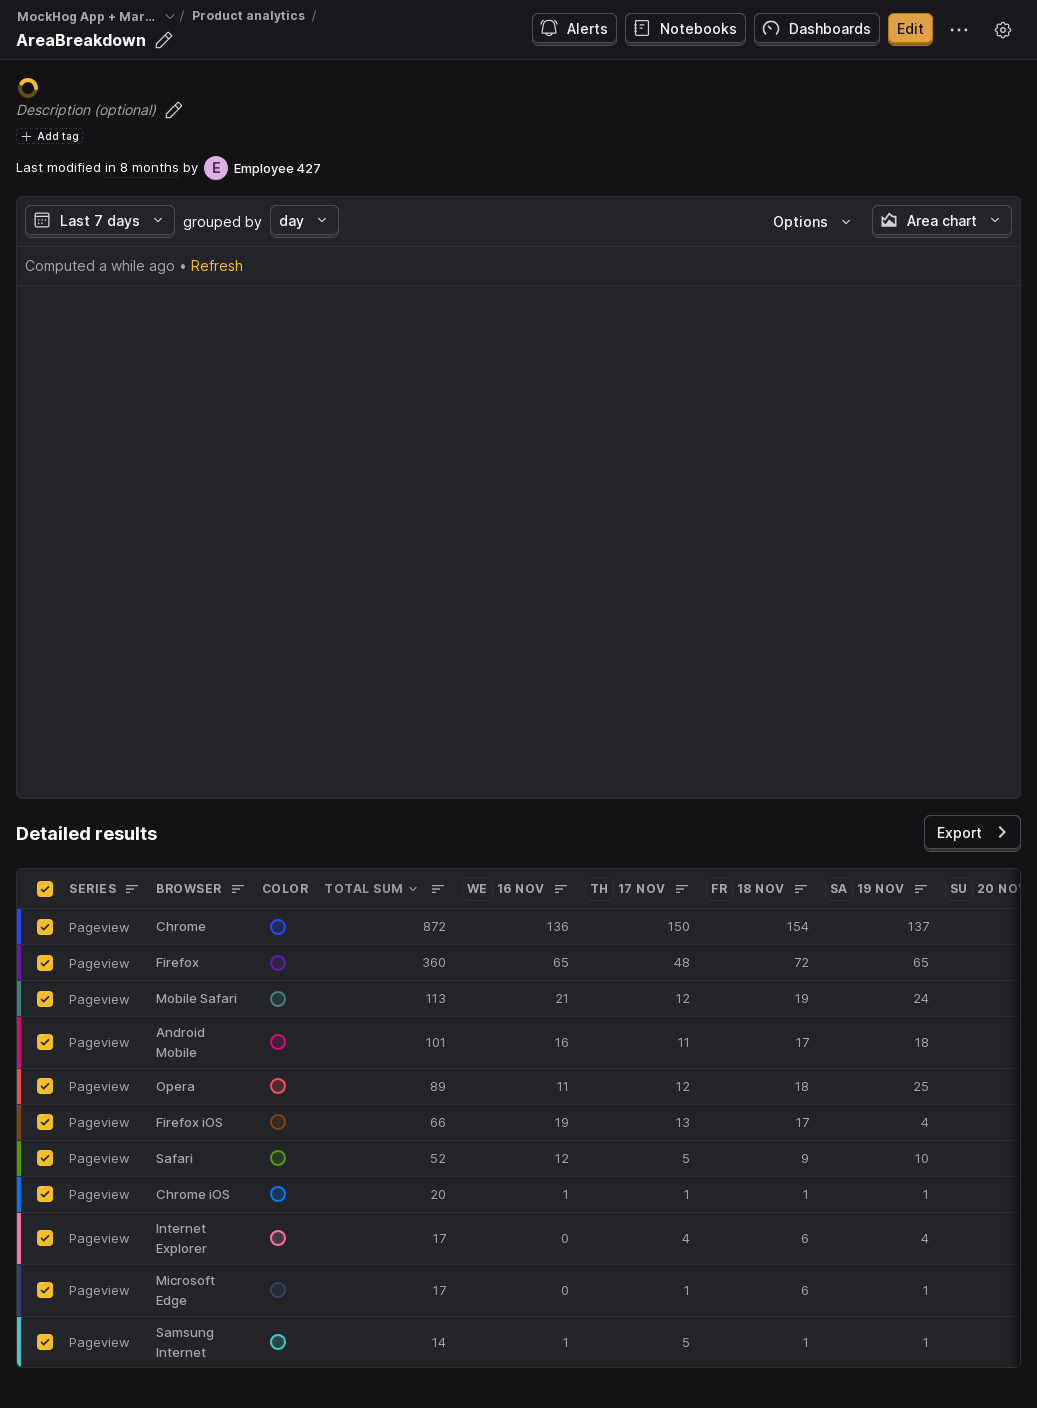 MockHog App + Mar... / Product analytics /
AreaBreakdown
Alerts Notebooks Dashboards Edit
Description (optional)
Add tag
Last modified in 8 months by E Employee 427
Last 7 days grouped by day Options Area chart
Computed a while ago • Refresh
Detailed results
Export
SERIES BROWSER COLOR TOTAL SUM WE 16 NOV TH 17 NOV FR 18 NOV SA 19 NOV SU 20 NOV
Pageview Chrome 872 136 150 154 137
Pageview Firefox 360 65 48 72 65
Pageview Mobile Safari 113 21 12 19 24
Pageview Android Mobile 101 16 11 17 18
Pageview Opera 89 11 12 18 25
Pageview Firefox iOS 66 19 13 17 4
Pageview Safari 52 12 5 9 10
Pageview Chrome iOS 20 1 1 1 1
Pageview Internet Explorer 17 0 4 6 4
Pageview Microsoft Edge 17 0 1 6 1
Pageview Samsung Internet 14 1 5 1 1